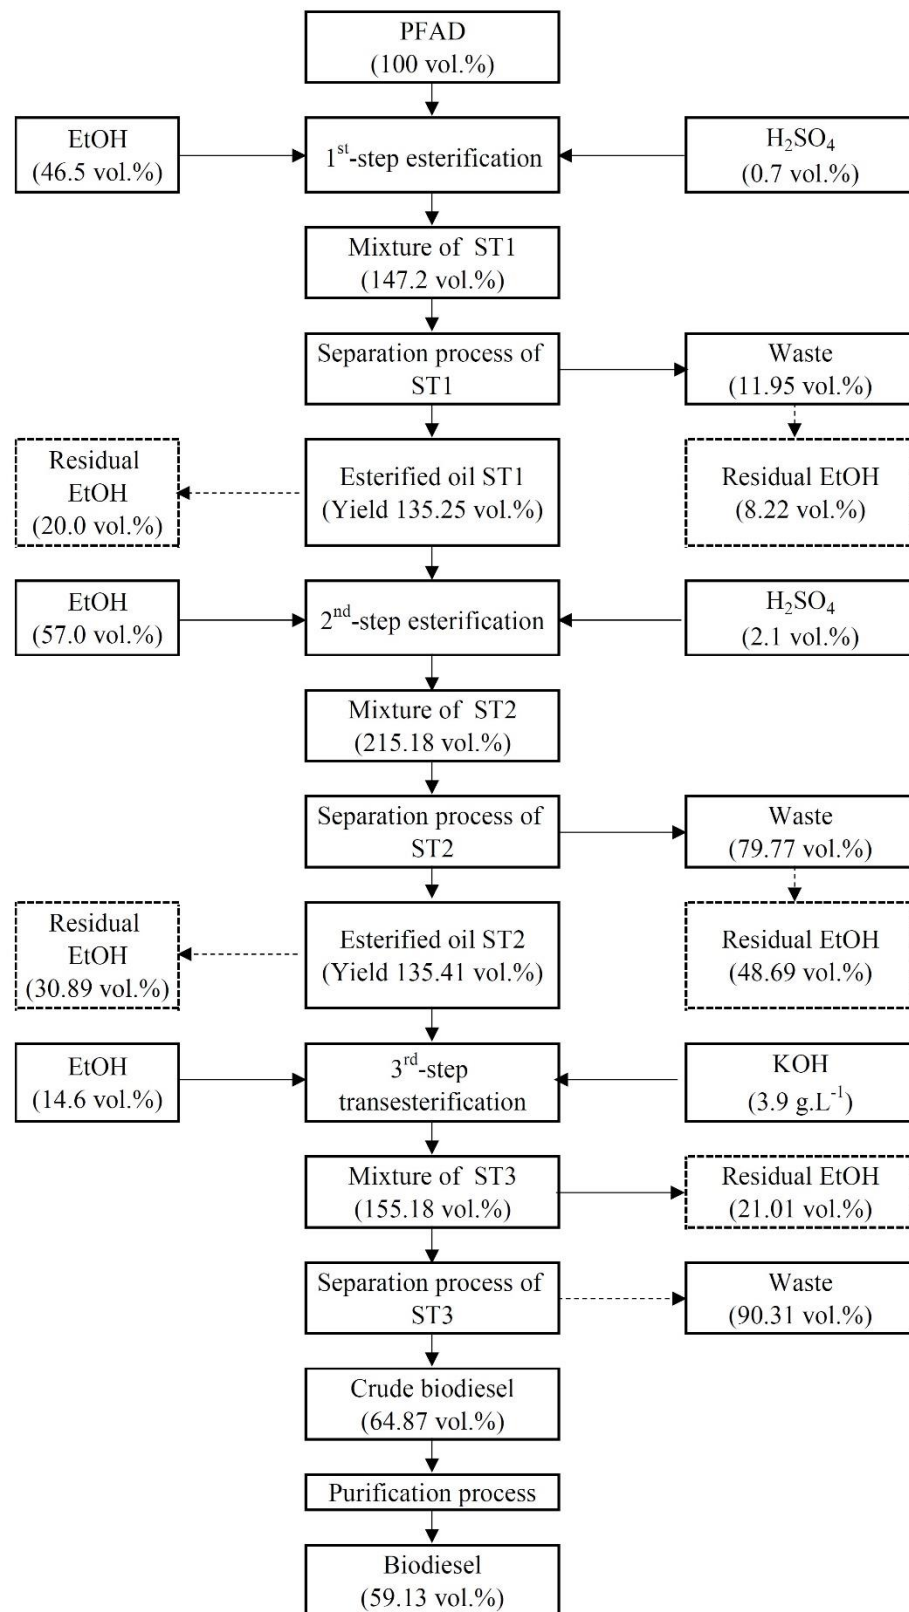 PFAD
(100 vol.%)
EtOH
(46.5 vol.%)
1st-step esterification
H2SO4
(0.7 vol.%)
Mixture of ST1
(147.2 vol.%)
Separation process of
ST1
Waste
(11.95 vol.%)
Residual
EtOH
(20.0 vol.%)
Esterified oil ST1
(Yield 135.25 vol.%)
Residual EtOH
(8.22 vol.%)
EtOH
(57.0 vol.%)
2nd-step esterification
H2SO4
(2.1 vol.%)
Mixture of ST2
(215.18 vol.%)
Separation process of
ST2
Waste
(79.77 vol.%)
Residual
EtOH
(30.89 vol.%)
Esterified oil ST2
(Yield 135.41 vol.%)
Residual EtOH
(48.69 vol.%)
EtOH
(14.6 vol.%)
3rd-step
transesterification
KOH
(3.9 g.L-1)
Mixture of ST3
(155.18 vol.%)
Residual EtOH
(21.01 vol.%)
Separation process of
ST3
Waste
(90.31 vol.%)
Crude biodiesel
(64.87 vol.%)
Purification process
Biodiesel
(59.13 vol.%)